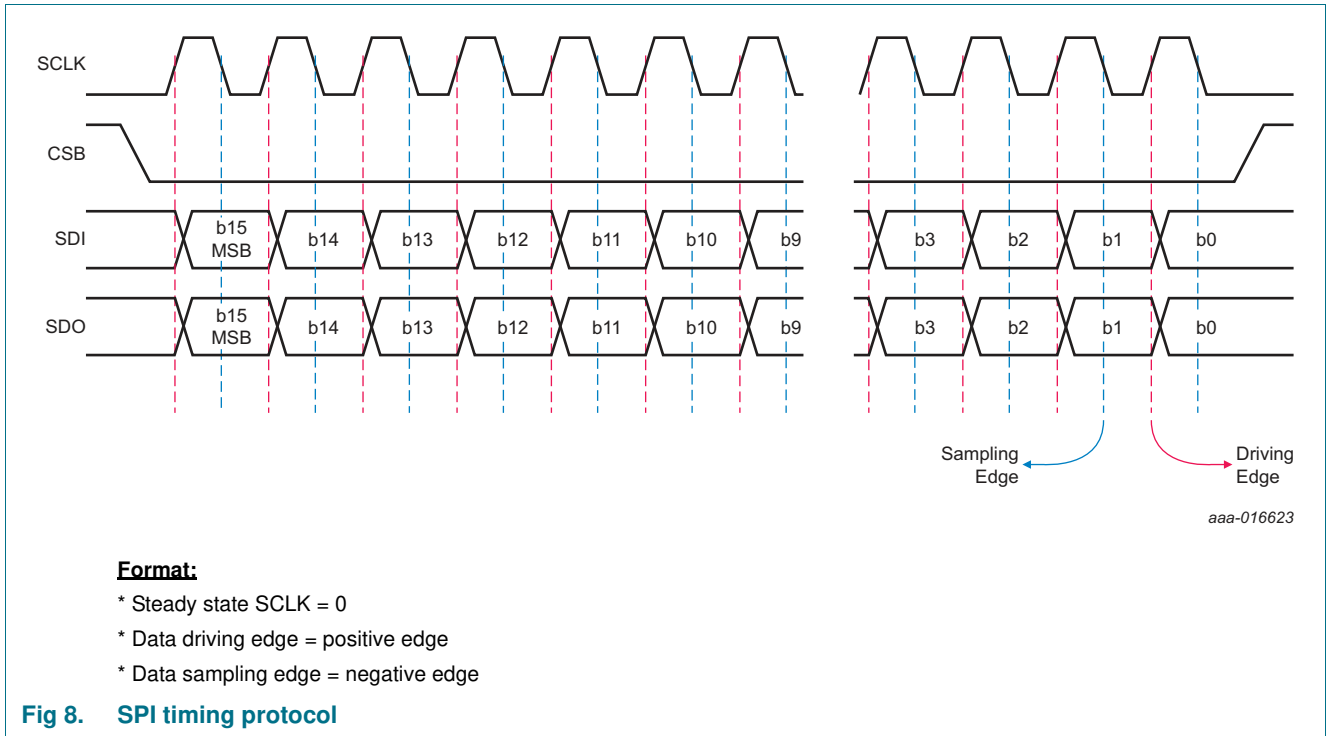 SCLK
CSB
SDI
b15
MSB
b14
b13
b12
b11
b10
b9
b3
b2
b1
b0
SDO
b15
MSB
b14
b13
b12
b11
b10
b9
b3
b2
b1
b0
Sampling
Edge
Driving
Edge
aaa-016623
Format:
* Steady state SCLK = 0
* Data driving edge = positive edge
* Data sampling edge = negative edge
Fig 8. SPI timing protocol